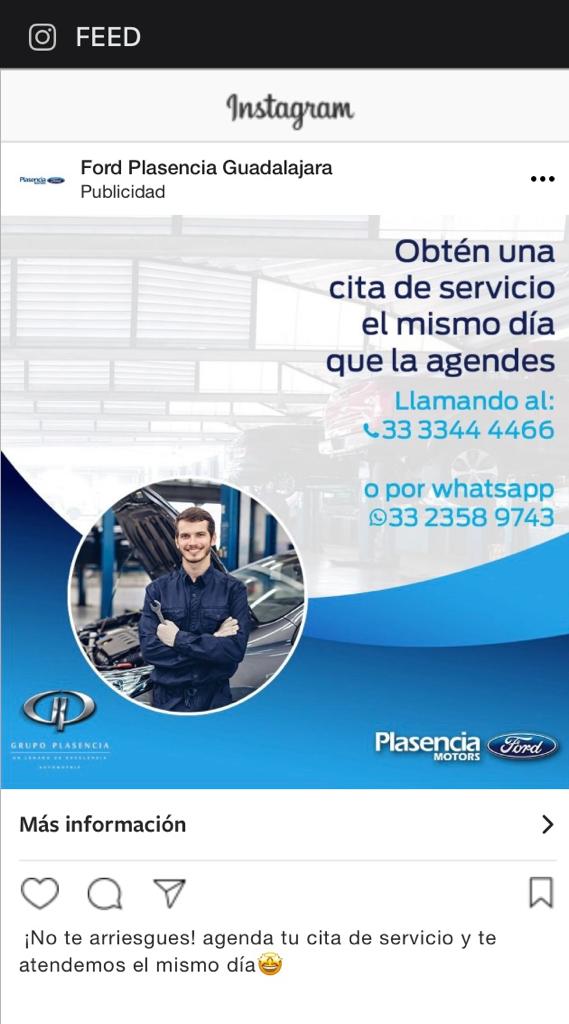 FEED
Instagram
Plasencia Ford
Ford Plasencia Guadalajara
Publicidad
Obtén una
cita de servicio
el mismo día
que la agendes
Llamando al:
33 3344 4466
o por whatsapp
33 2358 9743
GRUPO PLASENCIA
Plasencia
MOTORS
Ford
Más información
¡No te arriesgues! agenda tu cita de servicio y te
atendemos el mismo día🤩